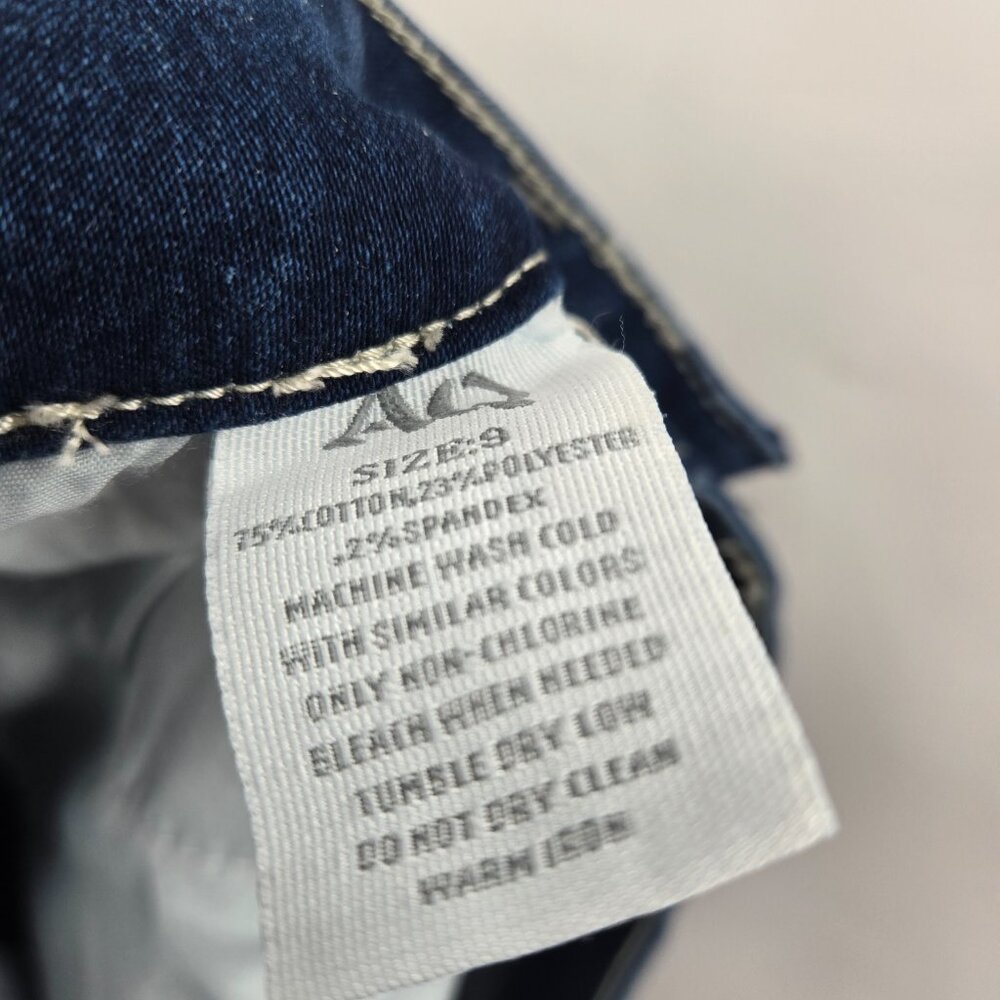 SIZE:9
75%COTTON,23%POLYESTER
,2%SPANDEX
MACHINE WASH COLD
WITH SIMILAR COLORS
ONLY NON-CHLORINE
BLEACH WHEN NEEDED
TUMBLE DRY LOW
DO NOT DRY CLEAN
WARM IRON